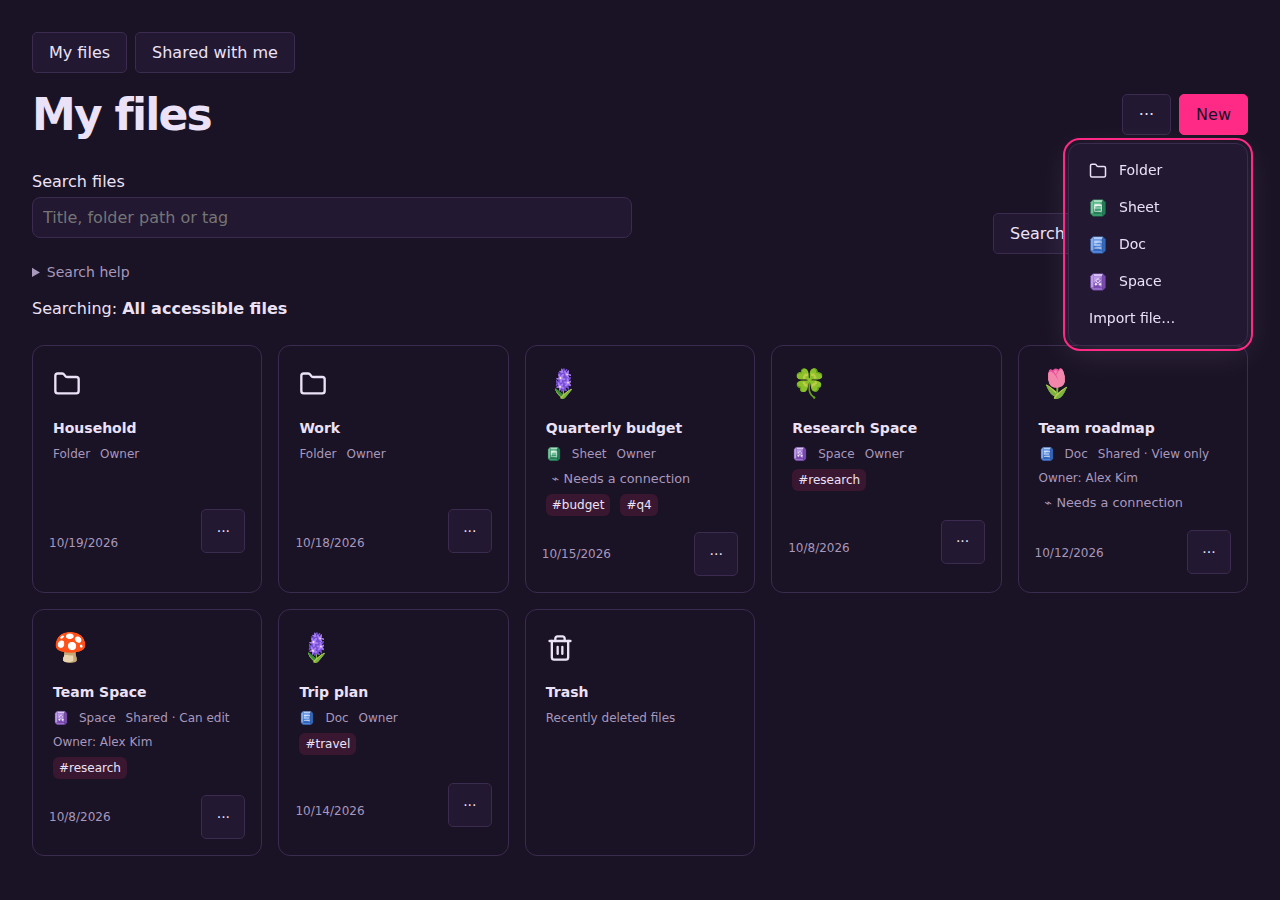 My files
Shared with me
My files
...
New
Search files
Title, folder path or tag
Search
Search help
Searching: All accessible files
Folder
Sheet
Doc
Space
Import file...
Household
Folder Owner
10/19/2026
...
Work
Folder Owner
10/18/2026
...
Quarterly budget
Sheet Owner
Needs a connection
#budget #q4
10/15/2026
...
Research Space
Space Owner
#research
10/8/2026
...
Team roadmap
Doc Shared · View only
Owner: Alex Kim
Needs a connection
10/12/2026
...
Team Space
Space Shared · Can edit
Owner: Alex Kim
#research
10/8/2026
...
Trip plan
Doc Owner
#travel
10/14/2026
...
Trash
Recently deleted files